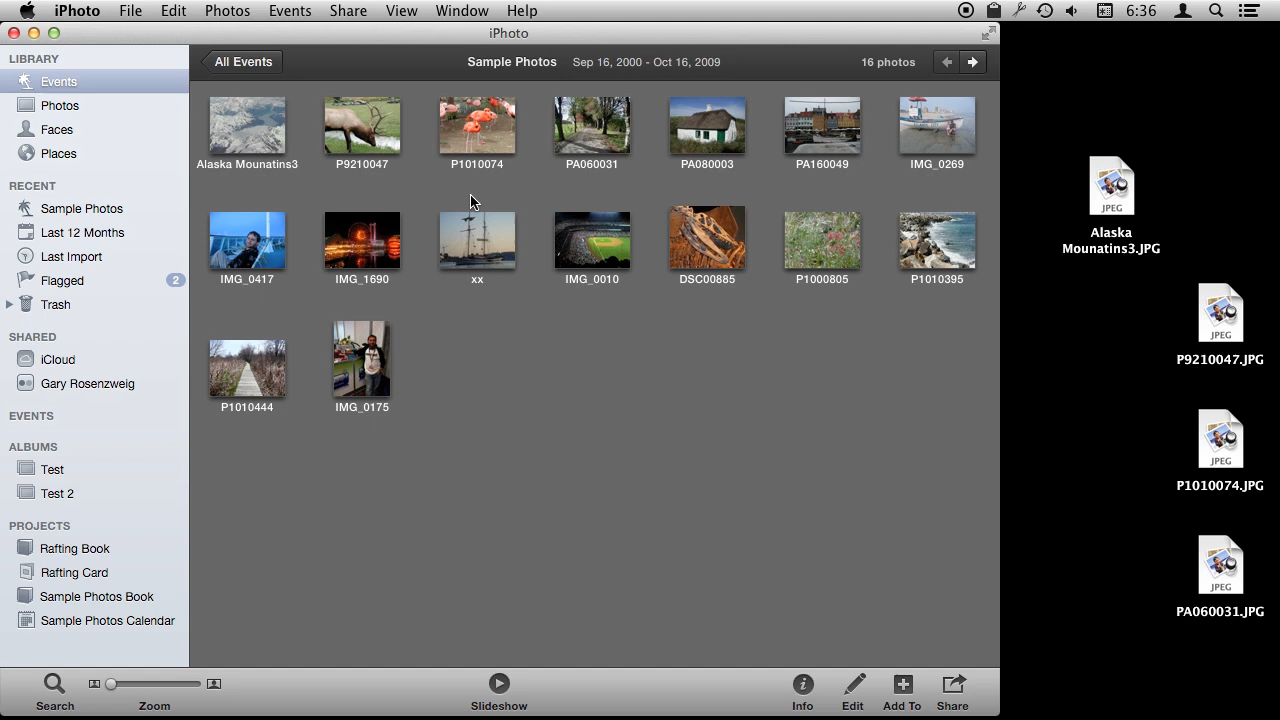 iPhoto File Edit Photos Events Share View Window Help 6:36
iPhoto
LIBRARY
Events
Photos
Faces
Places
RECENT
Sample Photos
Last 12 Months
Last Import
Flagged 2
Trash
SHARED
iCloud
Gary Rosenzweig
EVENTS
ALBUMS
Test
Test 2
PROJECTS
Rafting Book
Rafting Card
Sample Photos Book
Sample Photos Calendar
All Events Sample Photos Sep 16, 2000 - Oct 16, 2009 16 photos
Alaska Mounatins3 P9210047 P1010074 PA060031 PA080003 PA160049 IMG_0269
IMG_0417 IMG_1690 xx IMG_0010 DSC00885 P1000805 P1010395
P1010444 IMG_0175
Search Zoom Slideshow Info Edit Add To Share
JPEG
Alaska
Mounatins3.JPG
JPEG
P9210047.JPG
JPEG
P1010074.JPG
JPEG
PA060031.JPG